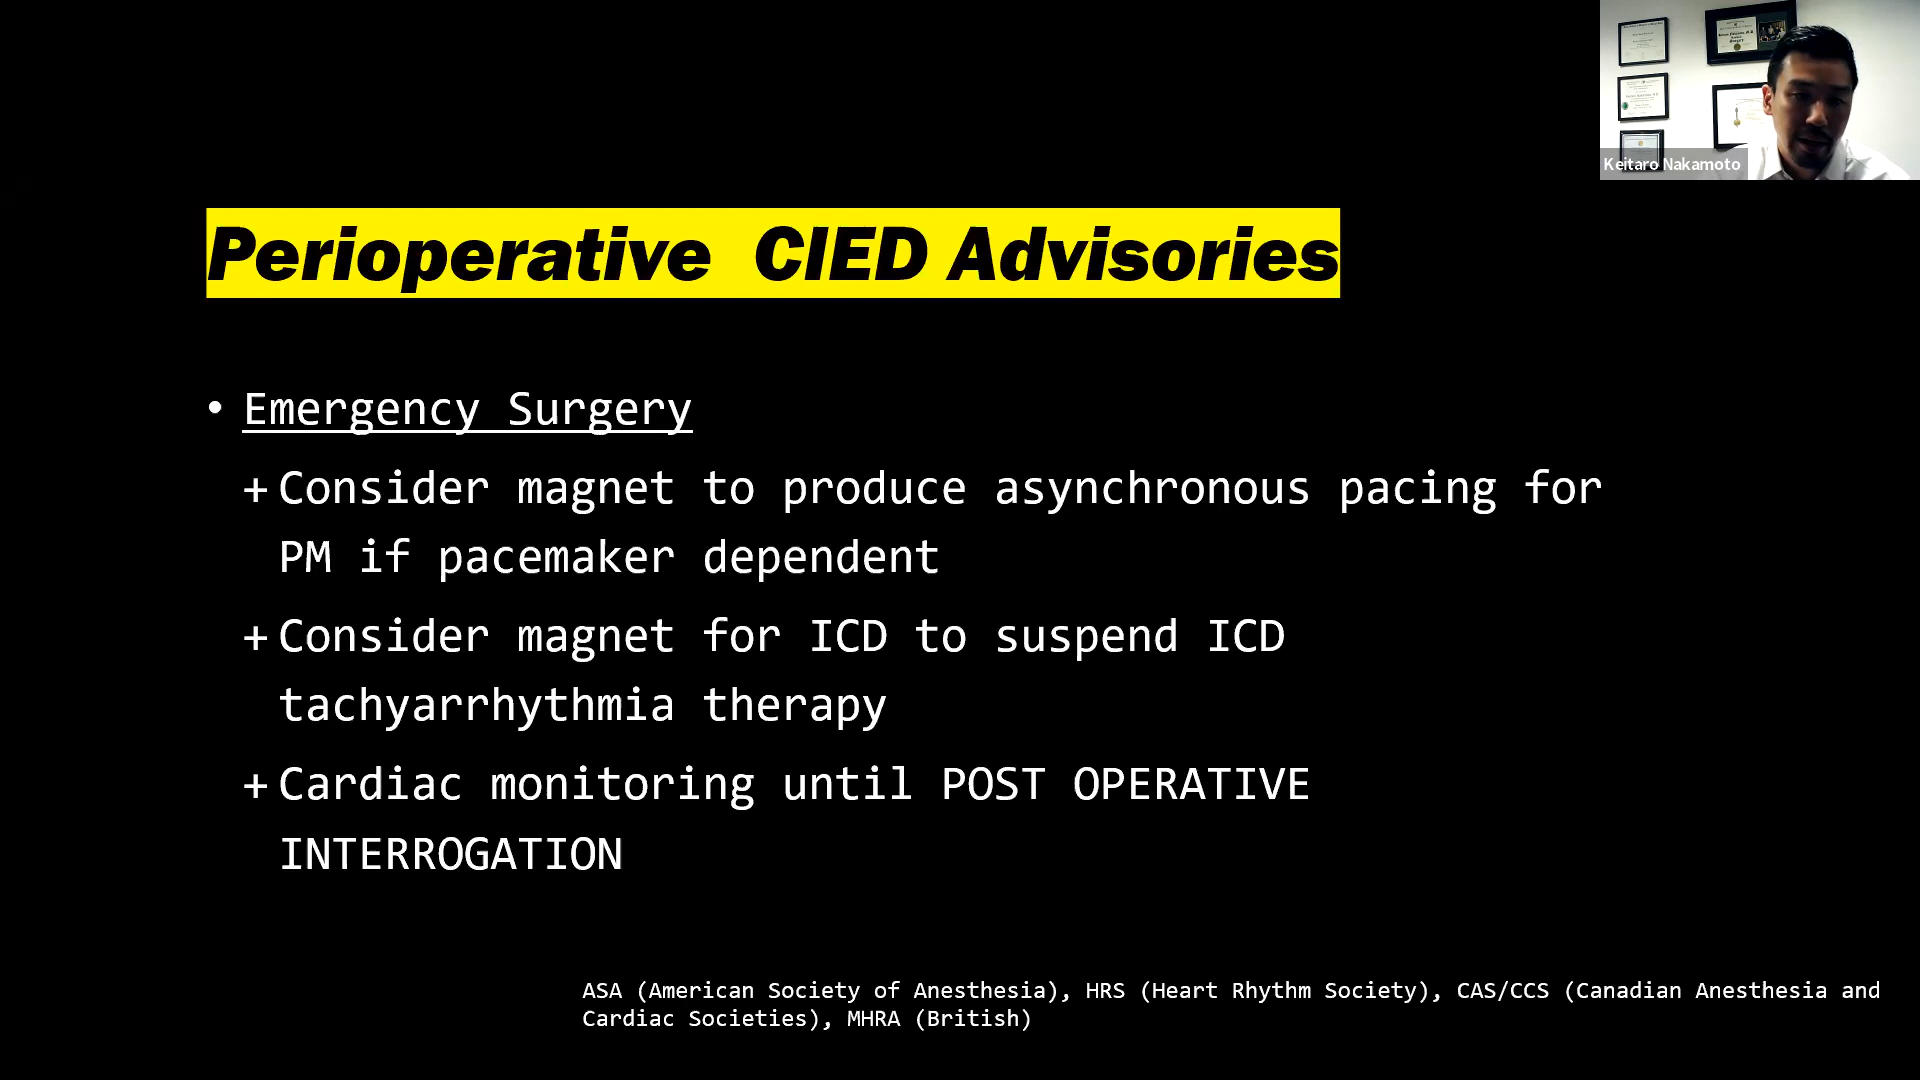 Keitaro Nakamoto
Perioperative  CIED Advisories
• Emergency Surgery
+ Consider magnet to produce asynchronous pacing for
PM if pacemaker dependent
+ Consider magnet for ICD to suspend ICD
tachyarrhythmia therapy
+ Cardiac monitoring until POST OPERATIVE
INTERROGATION
ASA (American Society of Anesthesia), HRS (Heart Rhythm Society), CAS/CCS (Canadian Anesthesia and
Cardiac Societies), MHRA (British)